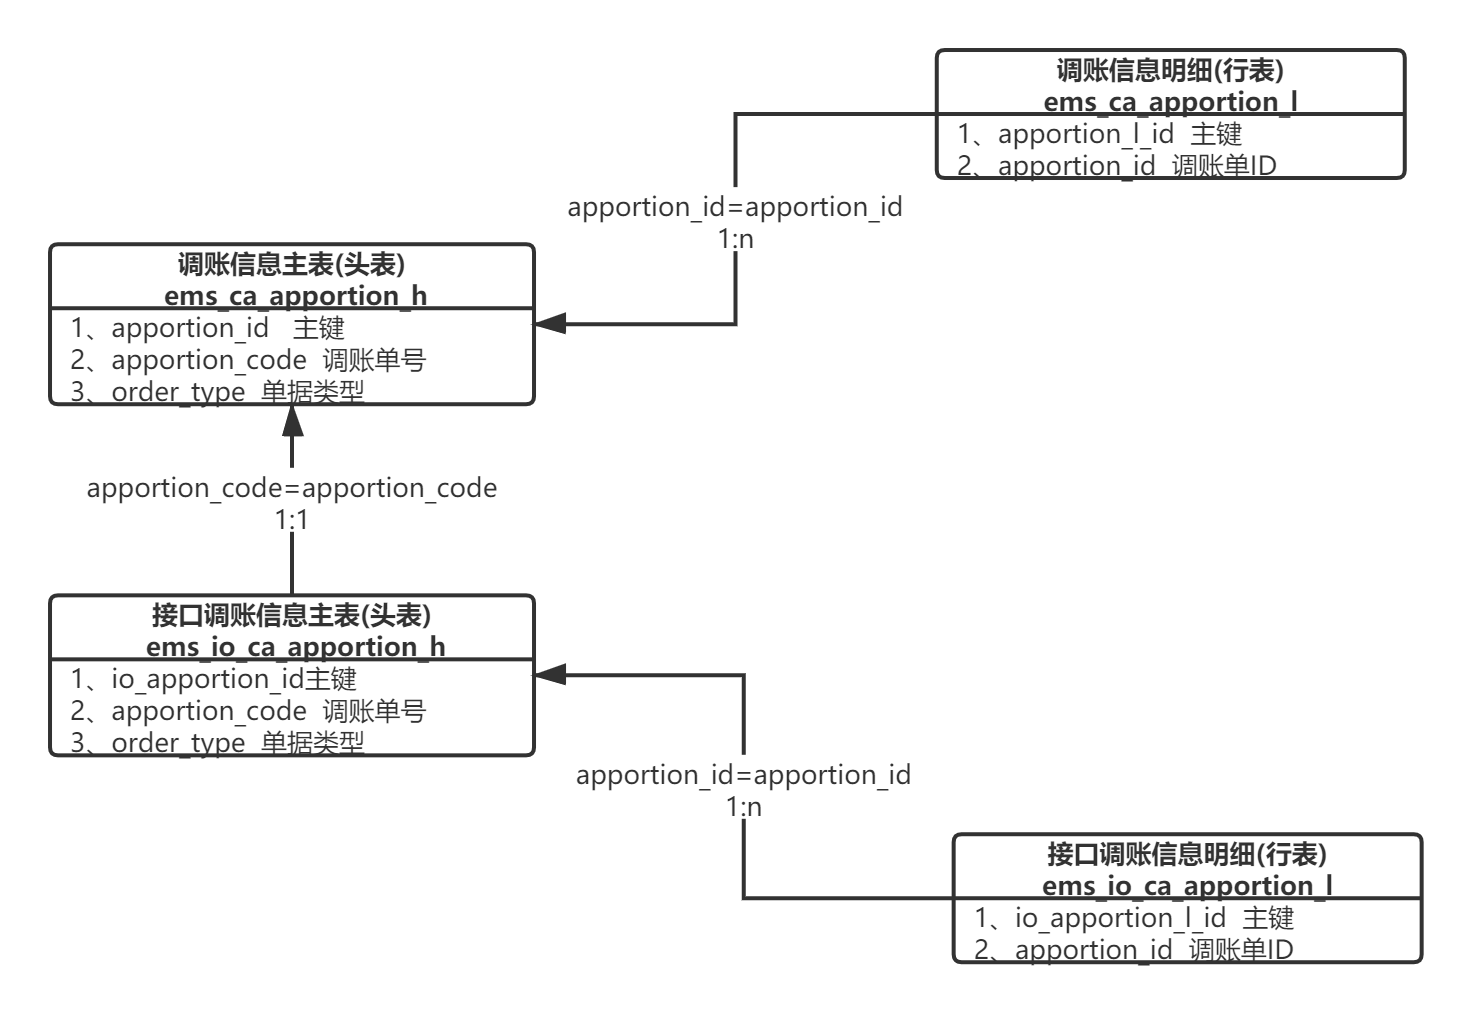 调账信息明细(行表)
ems_ca_apportion_l
1、apportion_l_id  主键
2、apportion_id  调账单ID
apportion_id=apportion_id
1:n
调账信息主表(头表)
ems_ca_apportion_h
1、apportion_id   主键
2、apportion_code  调账单号
3、order_type  单据类型
apportion_code=apportion_code
1:1
接口调账信息主表(头表)
ems_io_ca_apportion_h
1、io_apportion_id主键
2、apportion_code  调账单号
3、order_type  单据类型
apportion_id=apportion_id
1:n
接口调账信息明细(行表)
ems_io_ca_apportion_l
1、io_apportion_l_id  主键
2、apportion_id  调账单ID